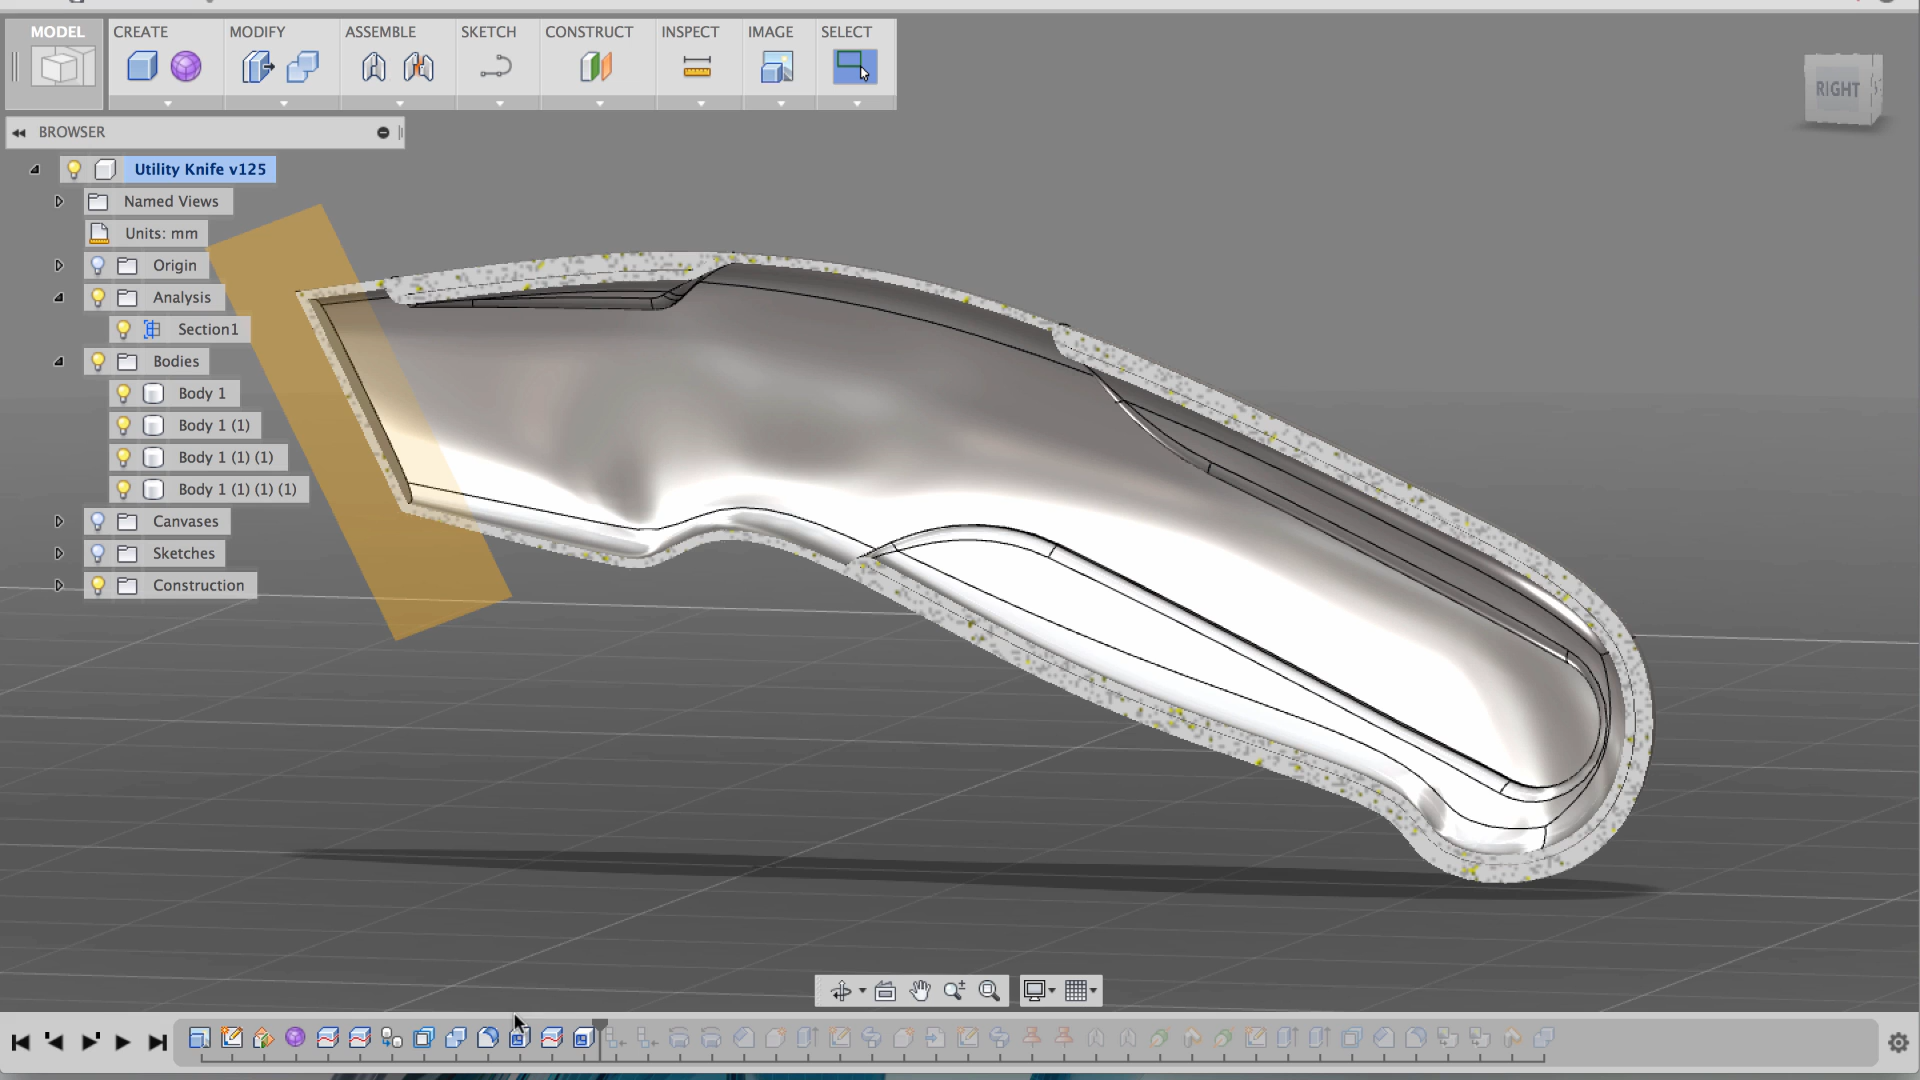 MODEL CREATE MODIFY ASSEMBLE SKETCH CONSTRUCT INSPECT IMAGE SELECT
RIGHT
BROWSER
Utility Knife v125
Named Views
Units: mm
Origin
Analysis
Section1
Bodies
Body 1
Body 1 (1)
Body 1 (1) (1)
Body 1 (1) (1) (1)
Canvases
Sketches
Construction